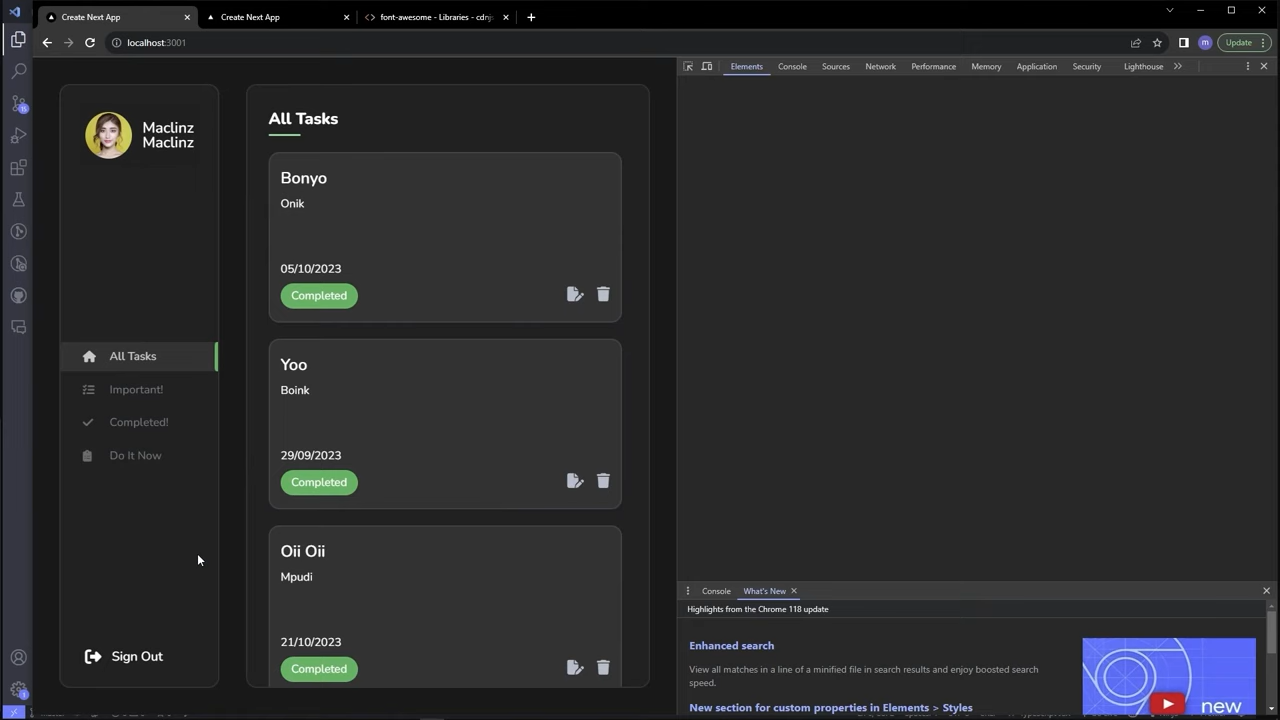 Create Next App
Create Next App
font-awesome - Libraries - cdnjs
localhost:3001
m
Update
Elements
Console
Sources
Network
Performance
Memory
Application
Security
Lighthouse
Maclinz
Maclinz
All Tasks
Important!
Completed!
Do It Now
Sign Out
All Tasks
Bonyo
Onik
05/10/2023
Completed
Yoo
Boink
29/09/2023
Completed
Oii Oii
Mpudi
21/10/2023
Completed
Console
What's New
Highlights from the Chrome 118 update
Enhanced search
View all matches in a line of a minified file in search results and enjoy boosted search
speed.
New section for custom properties in Elements > Styles
new